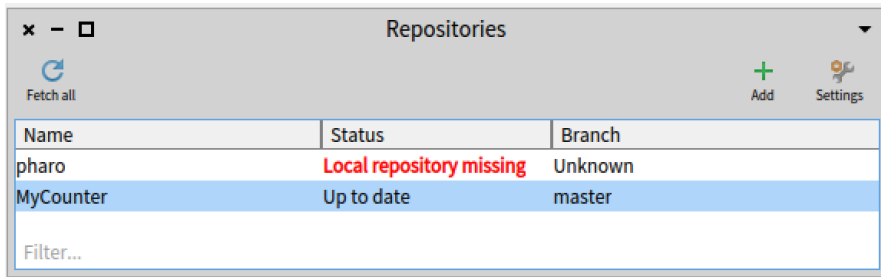 Repositories
Fetch all Add Settings
Name Status Branch
pharo Local repository missing Unknown
MyCounter Up to date master
Filter...